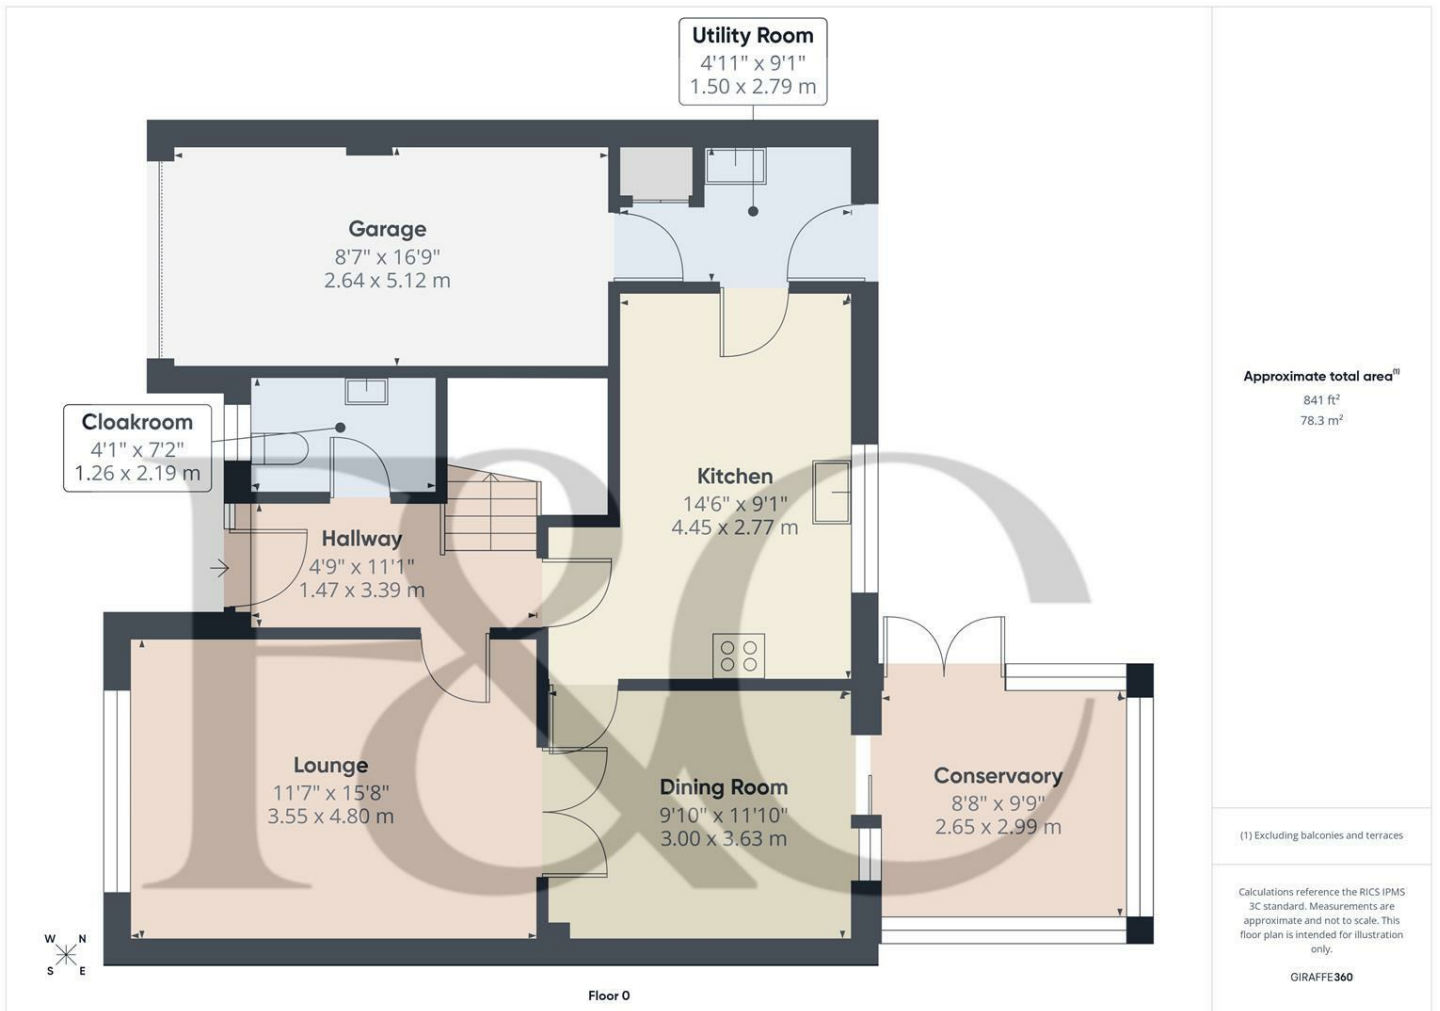 Utility Room
4'11" x 9'1"
1.50 x 2.79 m
Garage
8'7" x 16'9"
2.64 x 5.12 m
Cloakroom
4'1" x 7'2"
1.26 x 2.19 m
Kitchen
14'6" x 9'1"
4.45 x 2.77 m
Hallway
4'9" x 11'1"
1.47 x 3.39 m
Lounge
11'7" x 15'8"
3.55 x 4.80 m
Dining Room
9'10" x 11'10"
3.00 x 3.63 m
Conservaory
8'8" x 9'9"
2.65 x 2.99 m
F&C
W N
S E
Floor 0
Approximate total area(1)
841 ft²
78.3 m²
(1) Excluding balconies and terraces
Calculations reference the RICS IPMS
3C standard. Measurements are
approximate and not to scale. This
floor plan is intended for illustration
only.
GIRAFFE360